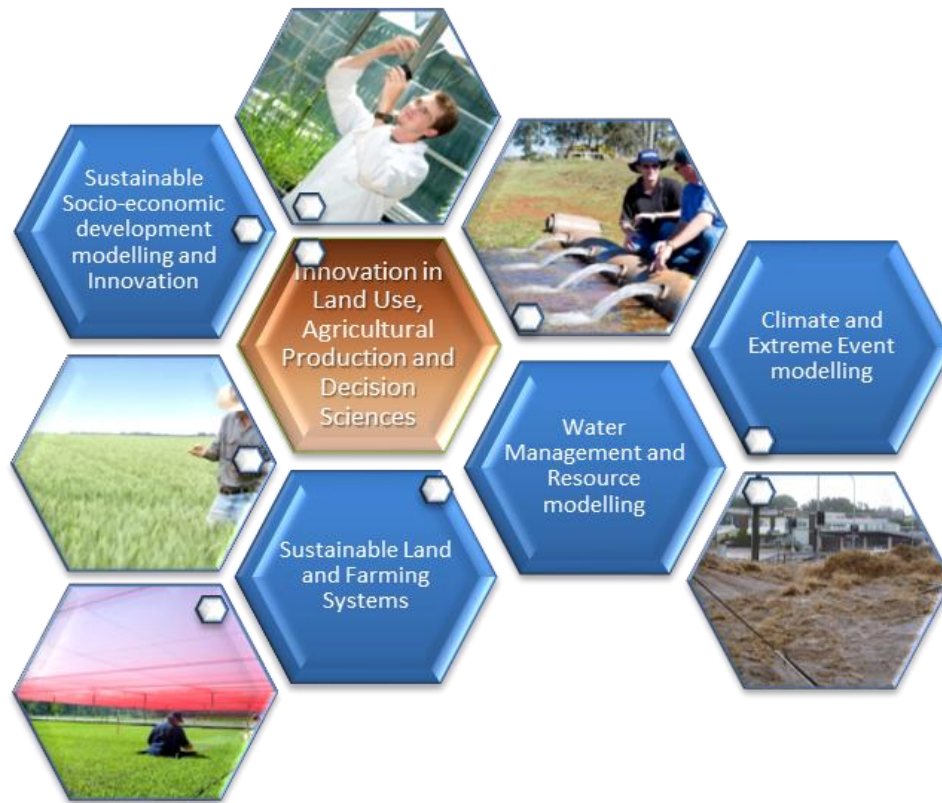 Sustainable
Socio-economic
development
modelling and
Innovation
Innovation in
Land Use,
Agricultural
Production and
Decision
Sciences
Climate and
Extreme Event
modelling
Water
Management and
Resource
modelling
Sustainable Land
and Farming
Systems